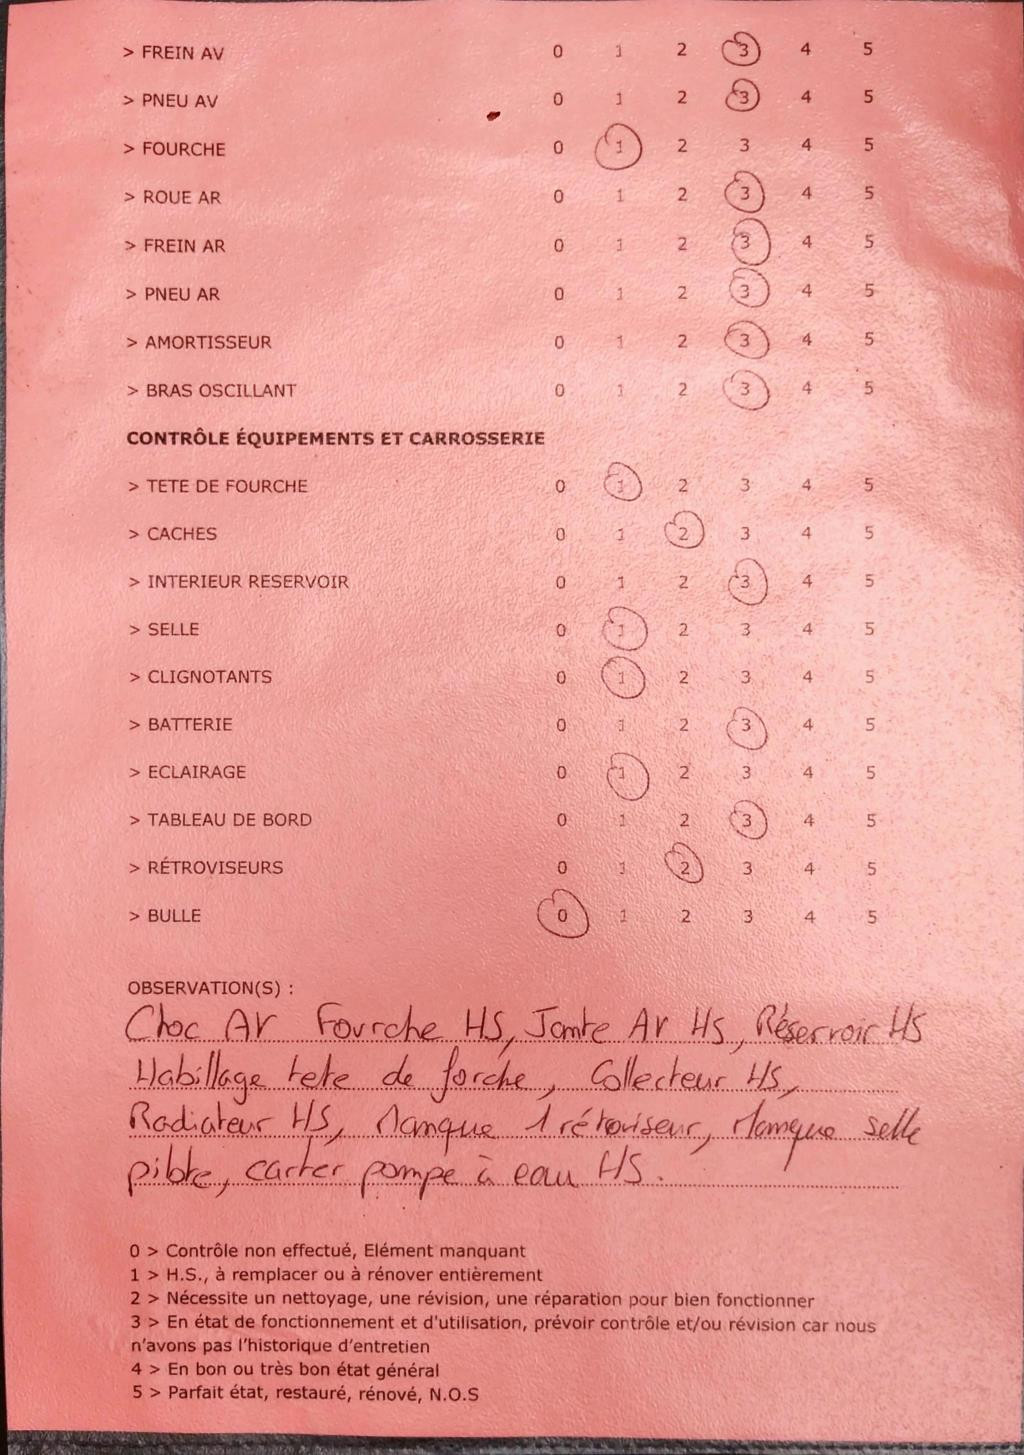 > FREIN AV 0 1 2 3 4 5
> PNEU AV 0 1 2 3 4 5
> FOURCHE 0 1 2 3 4 5
> ROUE AR 0 1 2 3 4 5
> FREIN AR 0 1 2 3 4 5
> PNEU AR 0 1 2 3 4 5
> AMORTISSEUR 0 1 2 3 4 5
> BRAS OSCILLANT 0 1 2 3 4 5
CONTRÔLE ÉQUIPEMENTS ET CARROSSERIE
> TETE DE FOURCHE 0 1 2 3 4 5
> CACHES 0 1 2 3 4 5
> INTERIEUR RESERVOIR 0 1 2 3 4 5
> SELLE 0 1 2 3 4 5
> CLIGNOTANTS 0 1 2 3 4 5
> BATTERIE 0 1 2 3 4 5
> ECLAIRAGE 0 1 2 3 4 5
> TABLEAU DE BORD 0 1 2 3 4 5
> RÉTROVISEURS 0 1 2 3 4 5
> BULLE 0 1 2 3 4 5
OBSERVATION(S) :
Choc AV Fourche HS, Jante AV HS, Réservoir HS
Habillage tete de forche, Collecteur HS,
Radiateur HS, Manque 1 rétoviseur, Manque selle
pilote, carter pompe à eau HS.
0 > Contrôle non effectué, Elément manquant
1 > H.S., à remplacer ou à rénover entièrement
2 > Nécessite un nettoyage, une révision, une réparation pour bien fonctionner
3 > En état de fonctionnement et d'utilisation, prévoir contrôle et/ou révision car nous
n'avons pas l'historique d'entretien
4 > En bon ou très bon état général
5 > Parfait état, restauré, rénové, N.O.S